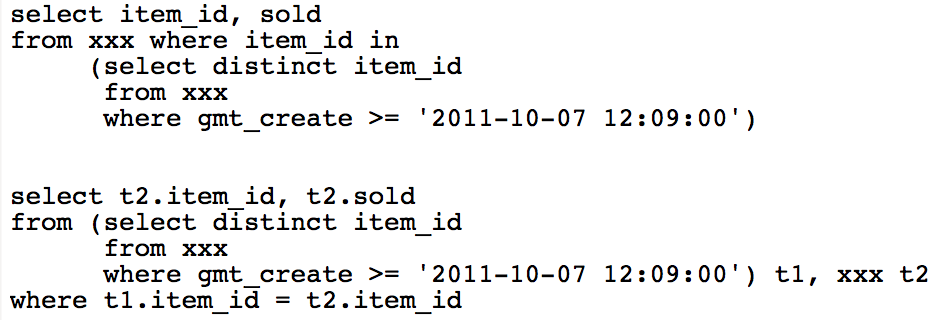 select item_id, sold
from xxx where item_id in
(select distinct item_id
from xxx
where gmt_create >= '2011-10-07 12:09:00')
select t2.item_id, t2.sold
from (select distinct item_id
from xxx
where gmt_create >= '2011-10-07 12:09:00') t1, xxx t2
where t1.item_id = t2.item_id